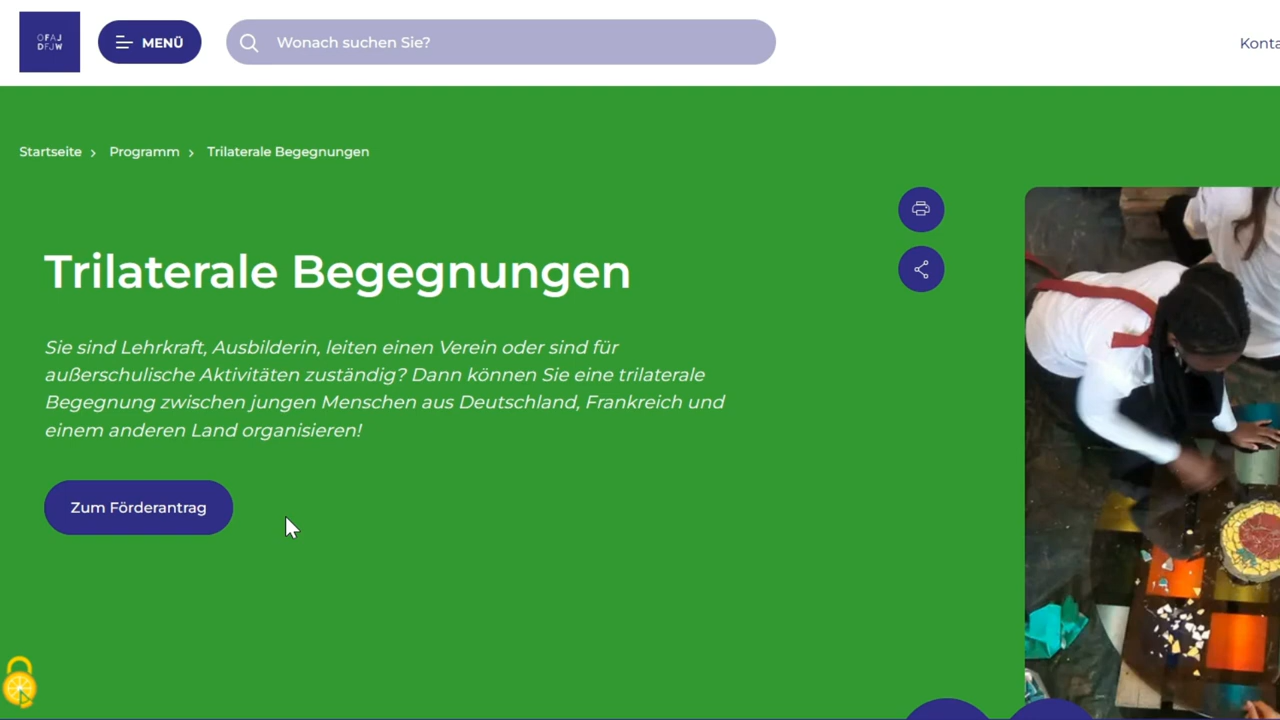 OFAJ
DFJW
MENÜ
Wonach suchen Sie?
Konta
Startseite > Programm > Trilaterale Begegnungen
Trilaterale Begegnungen
Sie sind Lehrkraft, Ausbilderin, leiten einen Verein oder sind für
außerschulische Aktivitäten zuständig? Dann können Sie eine trilaterale
Begegnung zwischen jungen Menschen aus Deutschland, Frankreich und
einem anderen Land organisieren!
Zum Förderantrag